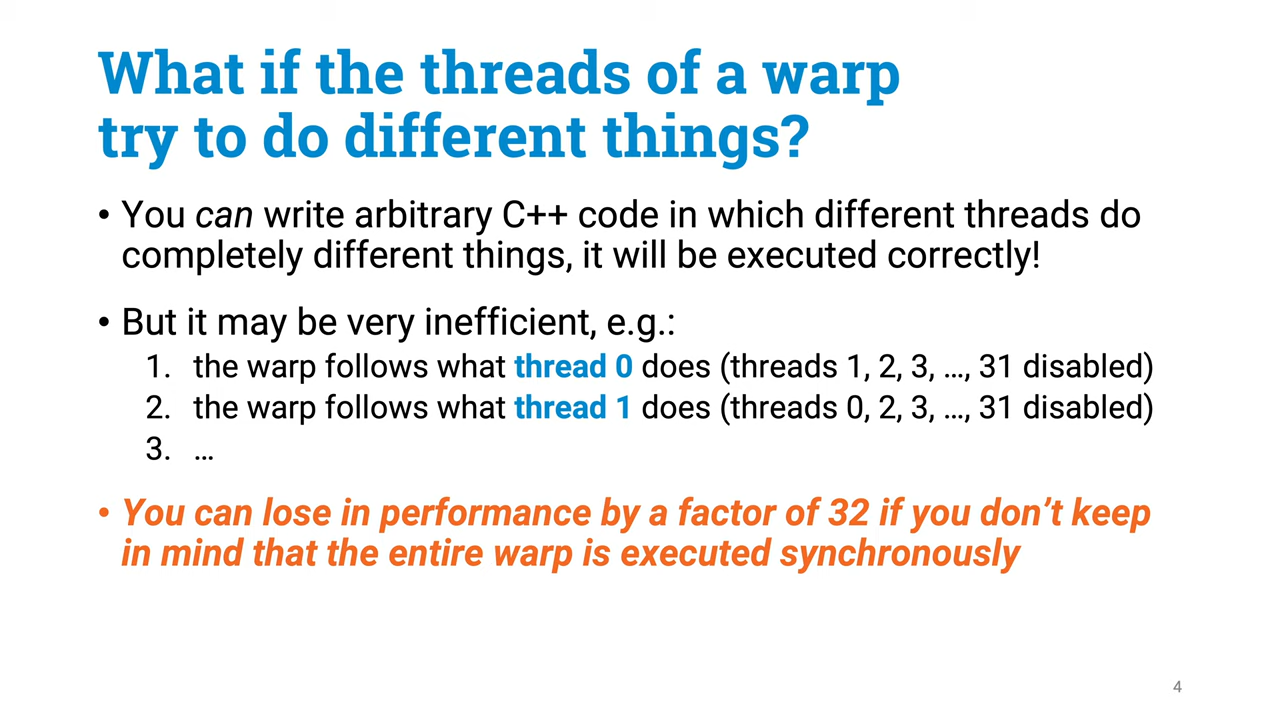 What if the threads of a warp
try to do different things?
• You can write arbitrary C++ code in which different threads do
completely different things, it will be executed correctly!
• But it may be very inefficient, e.g.:
1. the warp follows what thread 0 does (threads 1, 2, 3, …, 31 disabled)
2. the warp follows what thread 1 does (threads 0, 2, 3, …, 31 disabled)
3. …
• You can lose in performance by a factor of 32 if you don’t keep
in mind that the entire warp is executed synchronously
4